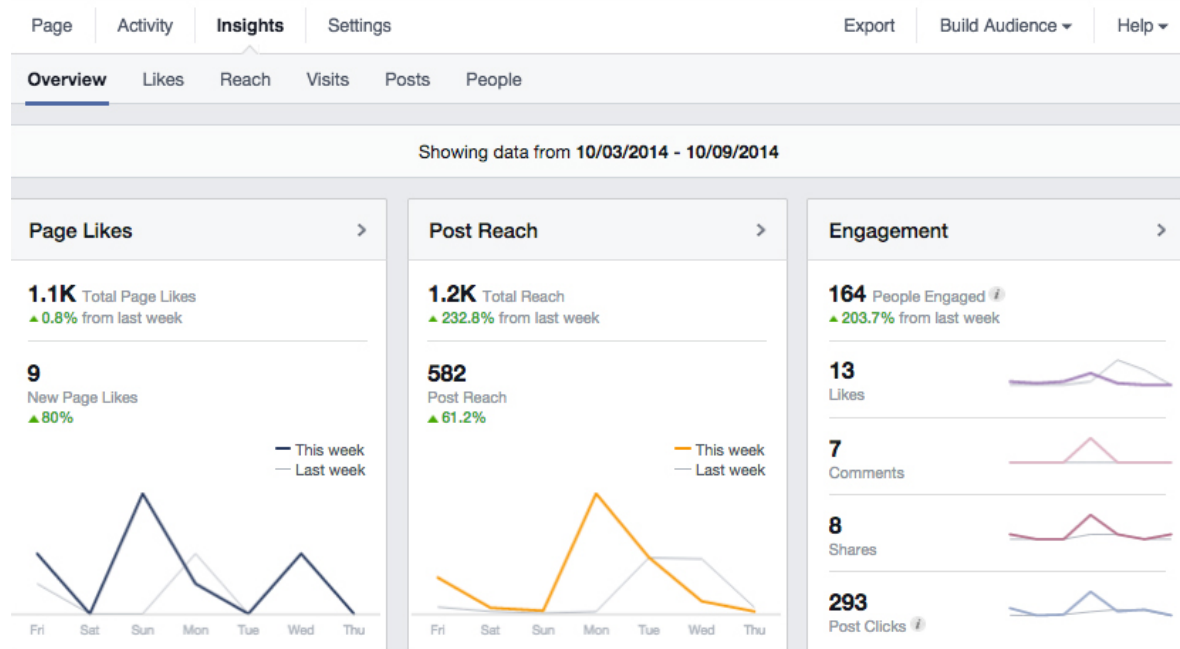 Page Activity Insights Settings Export Build Audience Help
Overview Likes Reach Visits Posts People
Showing data from 10/03/2014 - 10/09/2014
Page Likes
1.1K Total Page Likes
0.8% from last week
9
New Page Likes
80%
This week
Last week
Fri Sat Sun Mon Tue Wed Thu
Post Reach
1.2K Total Reach
232.8% from last week
582
Post Reach
61.2%
This week
Last week
Fri Sat Sun Mon Tue Wed Thu
Engagement
164 People Engaged i
203.7% from last week
13
Likes
7
Comments
8
Shares
293
Post Clicks i